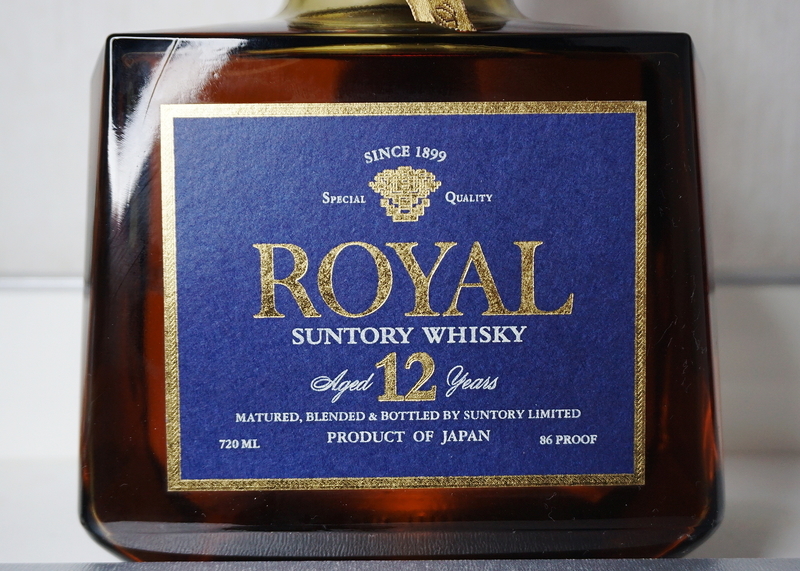 SINCE 1899
SPECIAL QUALITY
ROYAL
SUNTORY WHISKY
Aged 12 Years
MATURED, BLENDED & BOTTLED BY SUNTORY LIMITED
720 ML PRODUCT OF JAPAN 86 PROOF